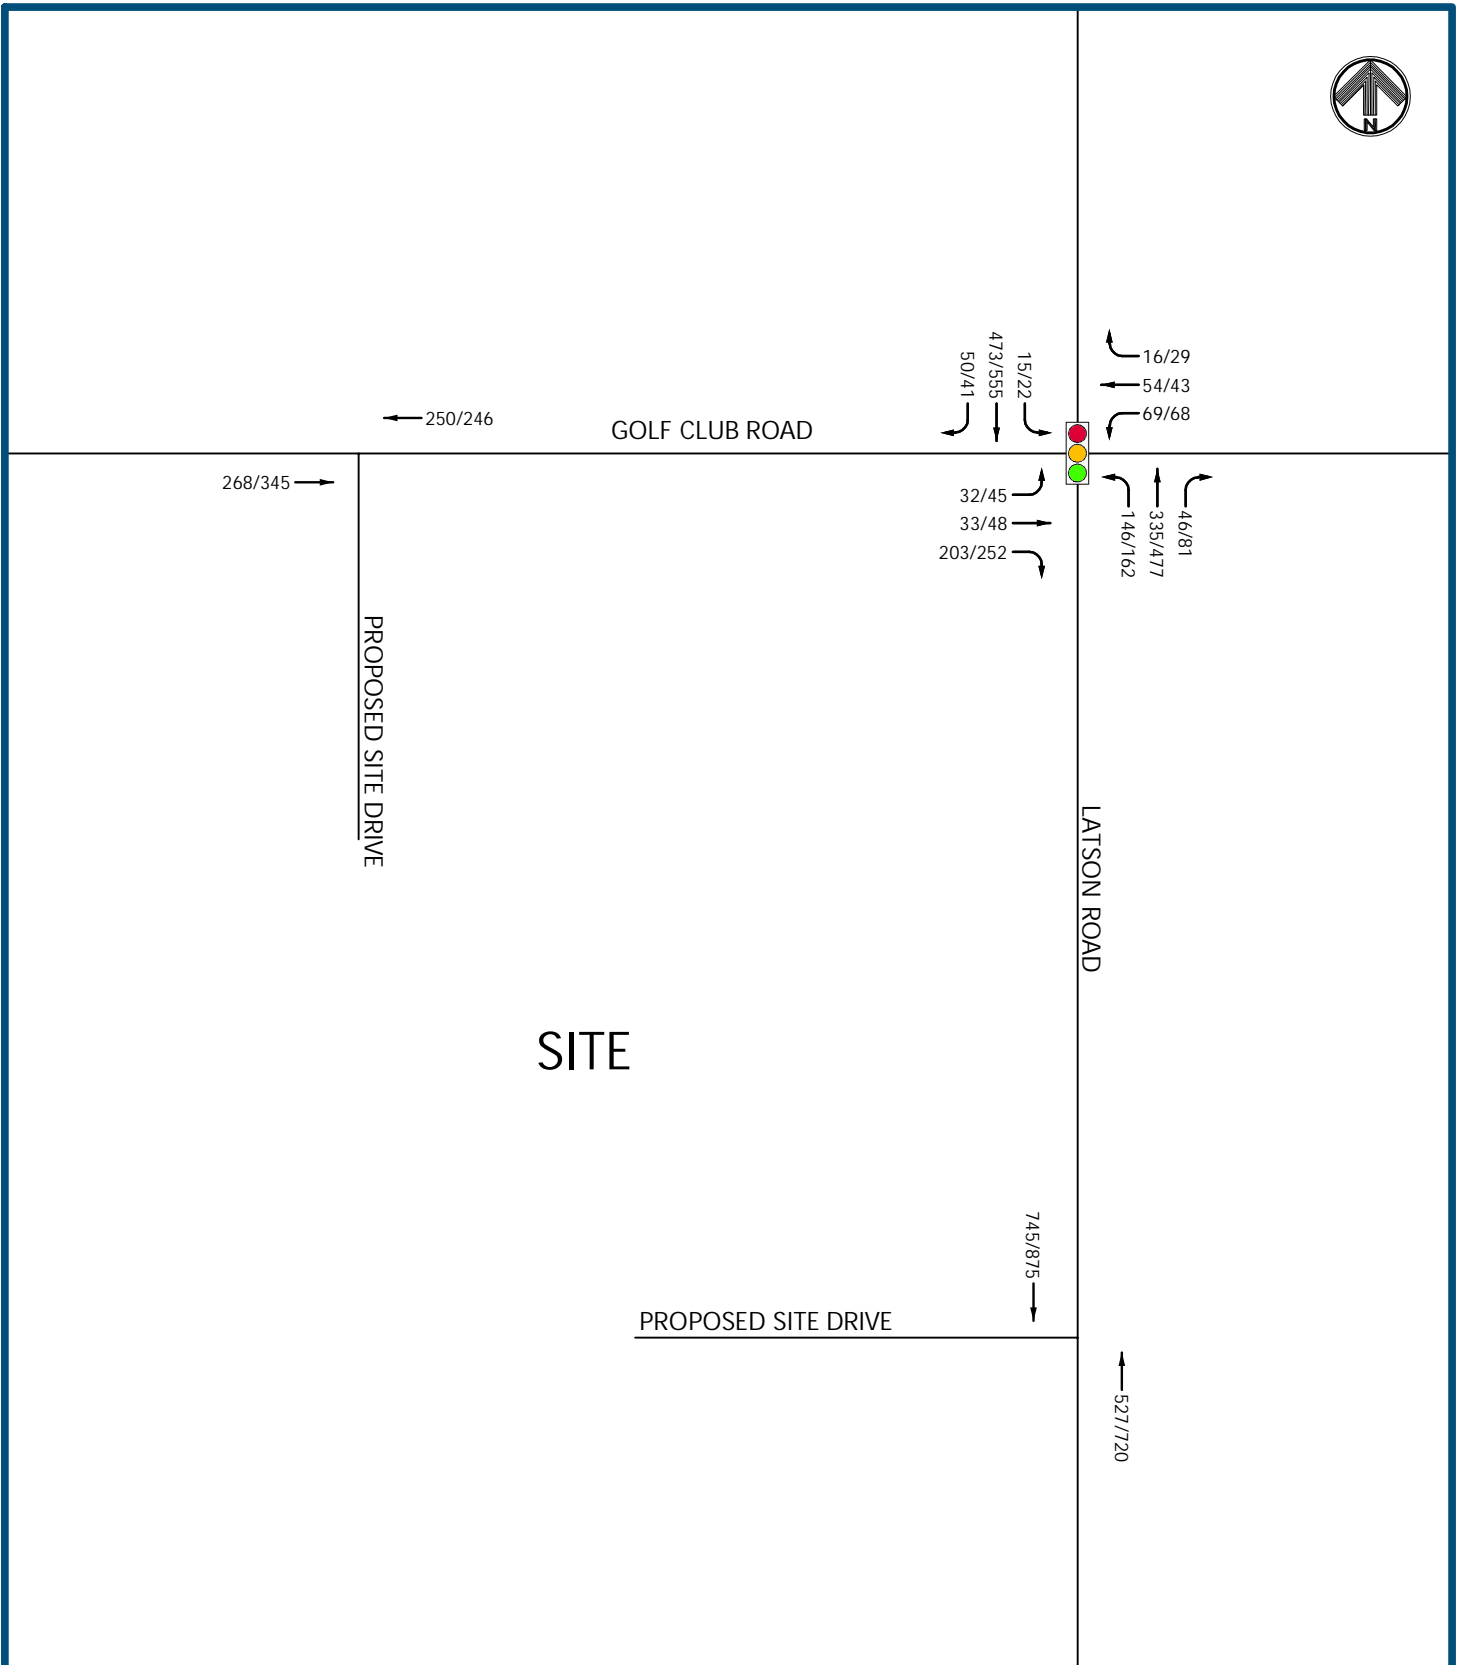 N
16/29
54/43
69/68
50/41
473/555
15/22
250/246
GOLF CLUB ROAD
268/345
32/45
33/48
203/252
146/162
335/477
46/81
PROPOSED SITE DRIVE
LATSON ROAD
SITE
745/875
PROPOSED SITE DRIVE
527/720